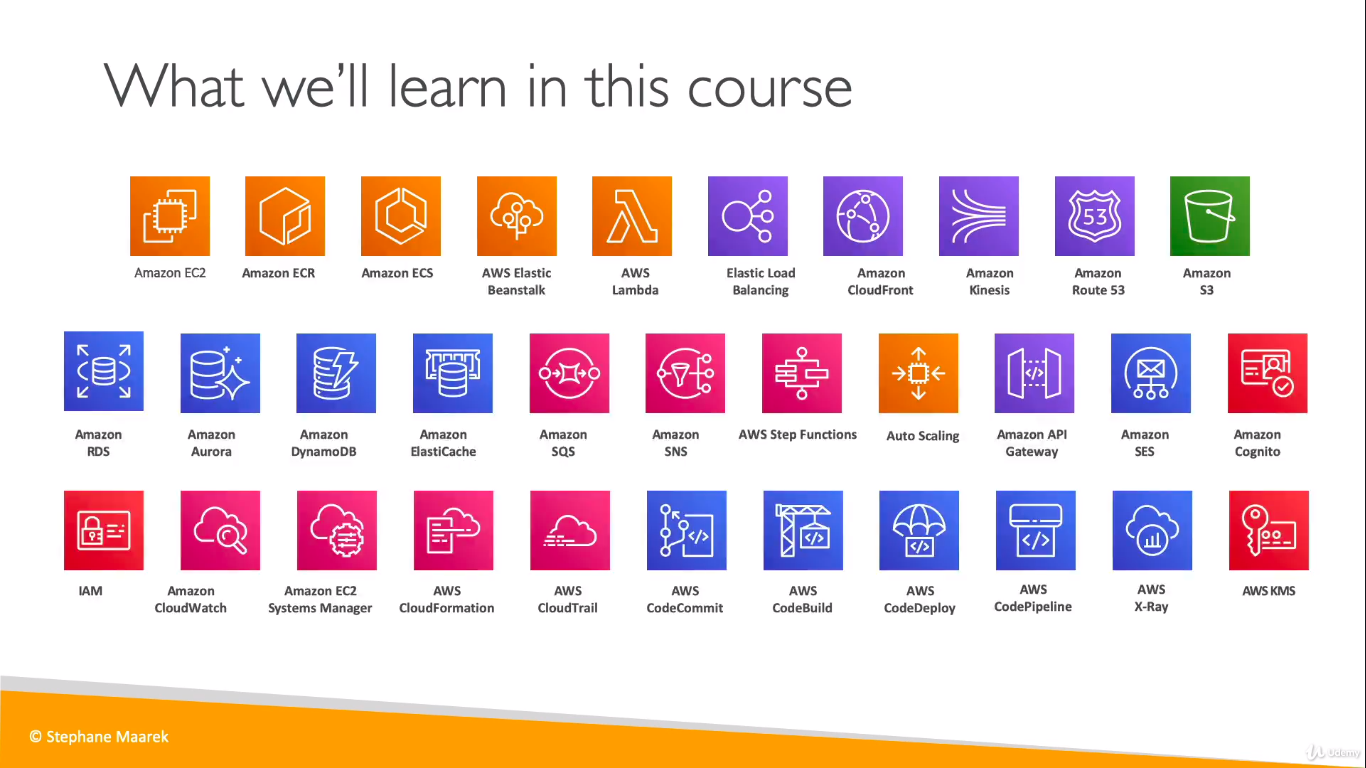 What we'll learn in this course
53
Amazon EC2
Amazon ECR
Amazon ECS
AWS Elastic
Beanstalk
AWS
Lambda
Elastic Load
Balancing
Amazon
CloudFront
Amazon
Kinesis
Amazon
Route 53
Amazon
S3
Amazon
RDS
Amazon
Aurora
Amazon
DynamoDB
Amazon
ElastiCache
Amazon
SQS
Amazon
SNS
AWS Step Functions
Auto Scaling
Amazon API
Gateway
Amazon
SES
Amazon
Cognito
IAM
Amazon
CloudWatch
Amazon EC2
Systems Manager
AWS
CloudFormation
AWS
CloudTrail
AWS
CodeCommit
AWS
CodeBuild
AWS
CodeDeploy
AWS
CodePipeline
AWS
X-Ray
AWS KMS
© Stephane Maarek
Udemy